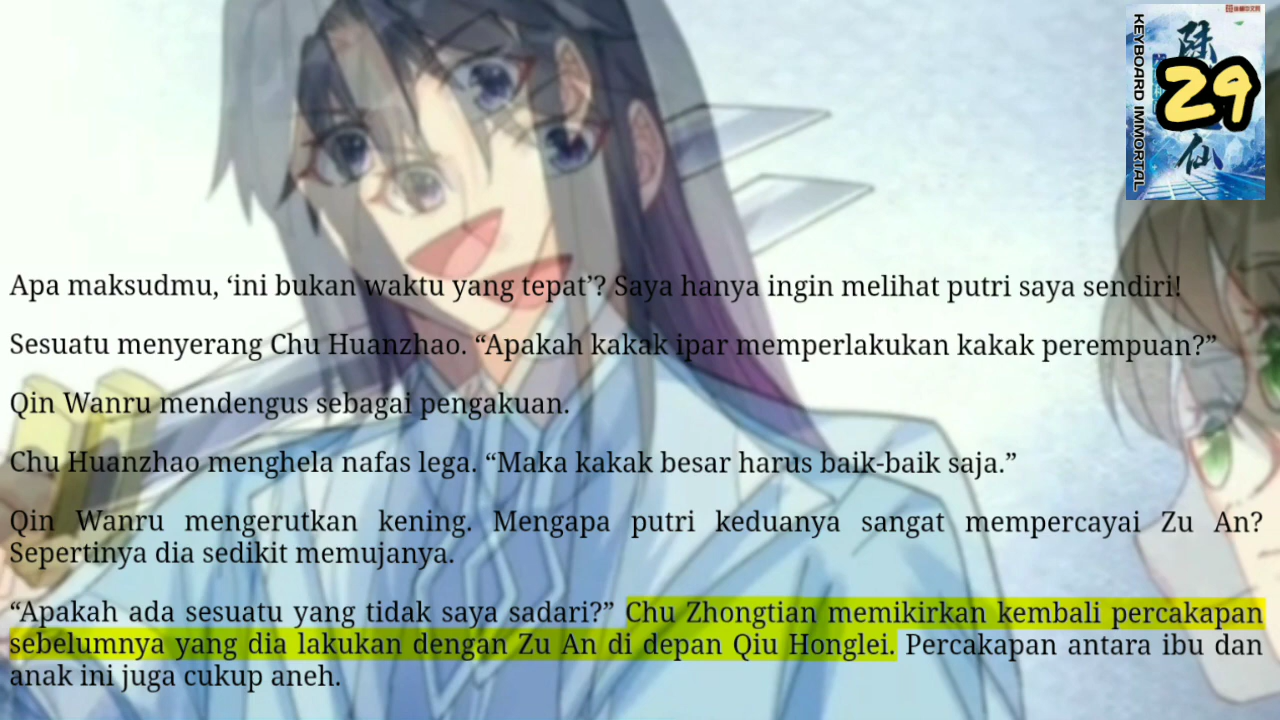 陆
仙
KEYBOARD IMMORTAL
29
Apa maksudmu, ‘ini bukan waktu yang tepat’? Saya hanya ingin melihat putri saya sendiri!
Sesuatu menyerang Chu Huanzhao. “Apakah kakak ipar memperlakukan kakak perempuan?”
Qin Wanru mendengus sebagai pengakuan.
Chu Huanzhao menghela nafas lega. “Maka kakak besar harus baik-baik saja.”
Qin Wanru mengerutkan kening. Mengapa putri keduanya sangat mempercayai Zu An?
Sepertinya dia sedikit memujanya.
“Apakah ada sesuatu yang tidak saya sadari?” Chu Zhongtian memikirkan kembali percakapan
sebelumnya yang dia lakukan dengan Zu An di depan Qiu Honglei. Percakapan antara ibu dan
anak ini juga cukup aneh.